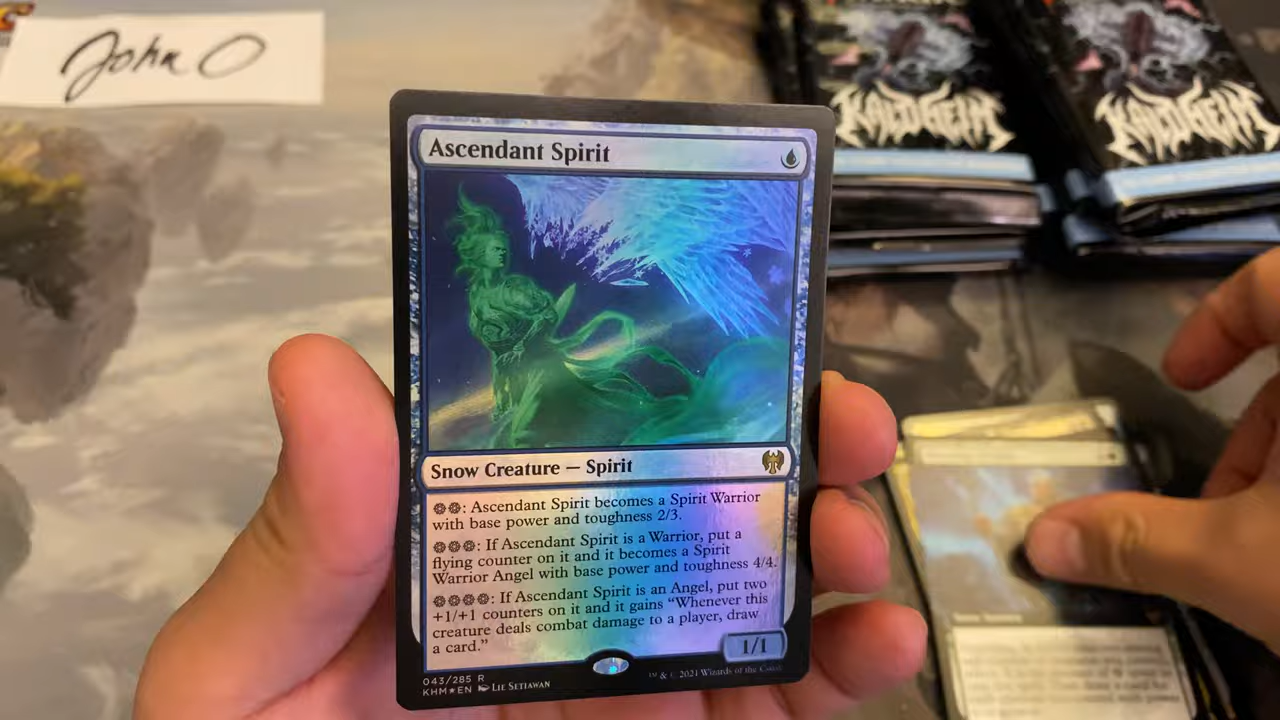 John O
KALDHEIM
KALDHEIM
Ascendant Spirit
Snow Creature — Spirit
: Ascendant Spirit becomes a Spirit Warrior
with base power and toughness 2/3.
: If Ascendant Spirit is a Warrior, put a
flying counter on it and it becomes a Spirit
Warrior Angel with base power and toughness 4/4.
: If Ascendant Spirit is an Angel, put two
+1/+1 counters on it and it gains “Whenever this
creature deals combat damage to a player, draw
a card.”
1/1
043/285 R
KHM★EN Lie Setiawan
™ & © 2021 Wizards of the Coast